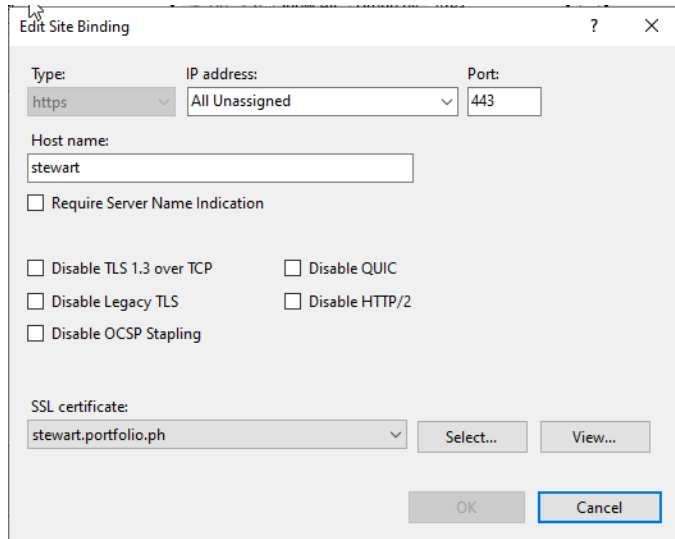 Edit Site Binding
?
Type:
IP address:
Port:
https
All Unassigned
443
Host name:
stewart
Require Server Name Indication
Disable TLS 1.3 over TCP
Disable QUIC
Disable Legacy TLS
Disable HTTP/2
Disable OCSP Stapling
SSL certificate:
stewart.portfolio.ph
Select...
View...
OK
Cancel